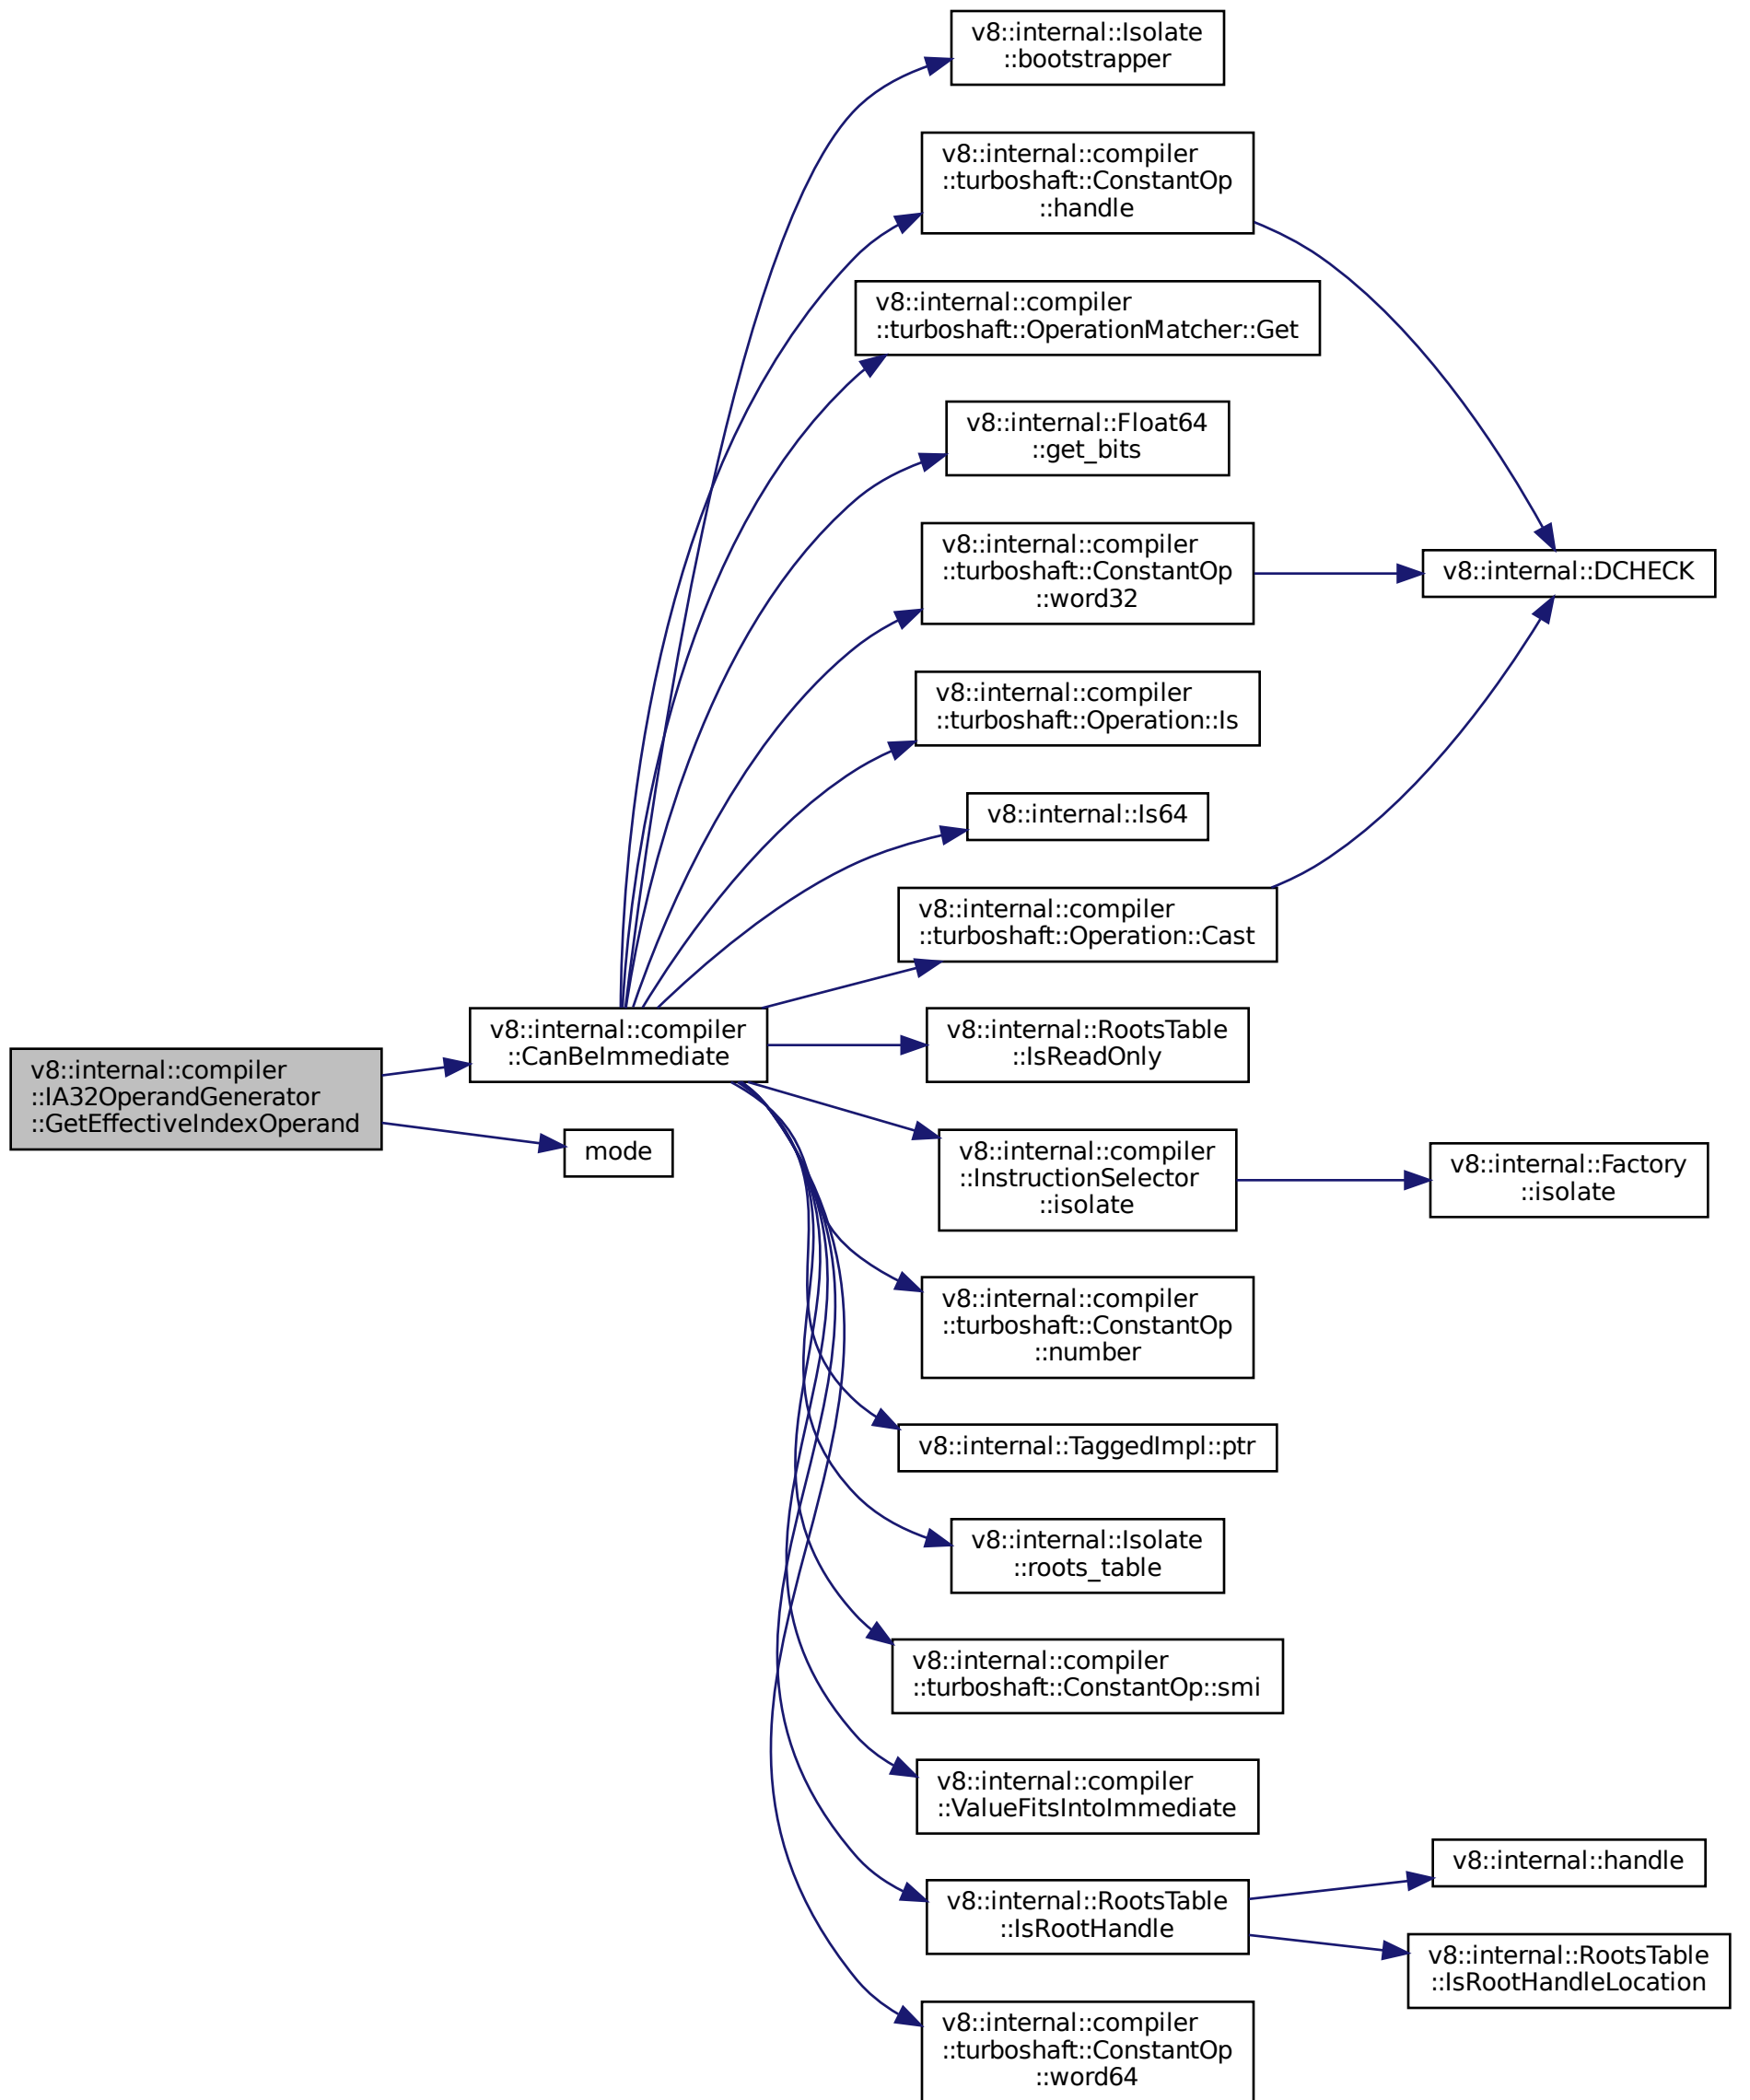 v8::internal::Isolate
::bootstrapper
v8::internal::compiler
::turboshaft::ConstantOp
::handle
v8::internal::compiler
::turboshaft::OperationMatcher::Get
v8::internal::Float64
::get_bits
v8::internal::compiler
::turboshaft::ConstantOp
::word32
v8::internal::DCHECK
v8::internal::compiler
::turboshaft::Operation::Is
v8::internal::Is64
v8::internal::compiler
::turboshaft::Operation::Cast
v8::internal::compiler
::IA32OperandGenerator
::GetEffectiveIndexOperand
v8::internal::compiler
::CanBeImmediate
mode
v8::internal::RootsTable
::IsReadOnly
v8::internal::compiler
::InstructionSelector
::isolate
v8::internal::Factory
::isolate
v8::internal::compiler
::turboshaft::ConstantOp
::number
v8::internal::TaggedImpl::ptr
v8::internal::Isolate
::roots_table
v8::internal::compiler
::turboshaft::ConstantOp::smi
v8::internal::compiler
::ValueFitsIntoImmediate
v8::internal::RootsTable
::IsRootHandle
v8::internal::handle
v8::internal::RootsTable
::IsRootHandleLocation
v8::internal::compiler
::turboshaft::ConstantOp
::word64